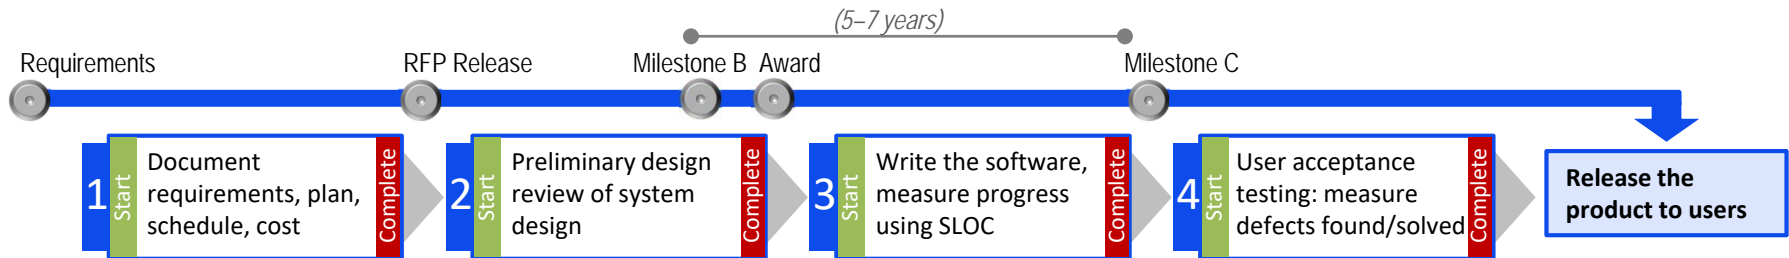 (5–7 years)
Requirements
RFP Release
Milestone B
Award
Milestone C
1
Start
Document
requirements, plan,
schedule, cost
Complete
2
Start
Preliminary design
review of system
design
Complete
3
Start
Write the software,
measure progress
using SLOC
Complete
4
Start
User acceptance
testing: measure
defects found/solved
Complete
Release the
product to users